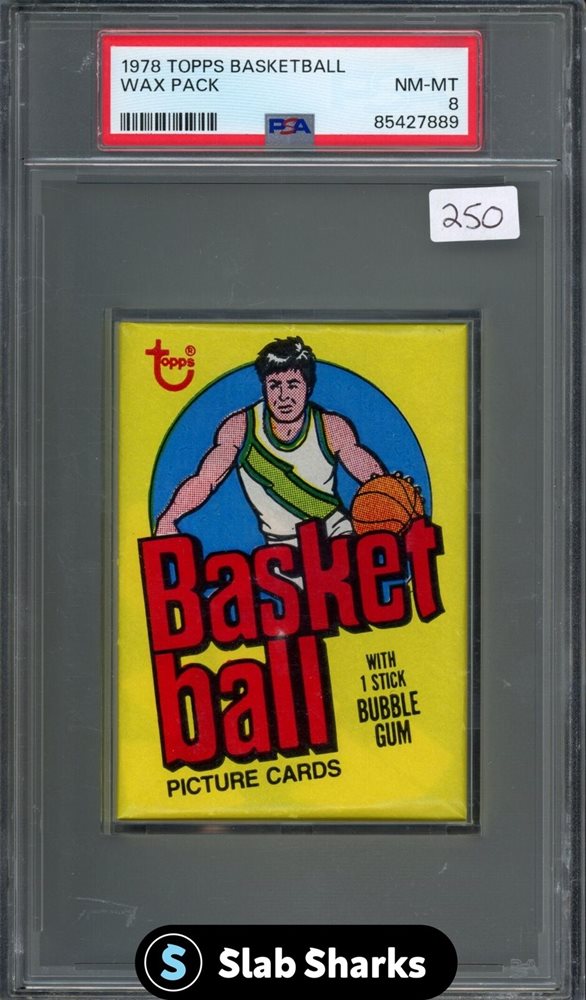 1978 TOPPS BASKETBALL
WAX PACK NM-MT
8
PSA 85427889
250
topps®
Basket
ball
WITH
1 STICK
BUBBLE
GUM
PICTURE CARDS
S Slab Sharks